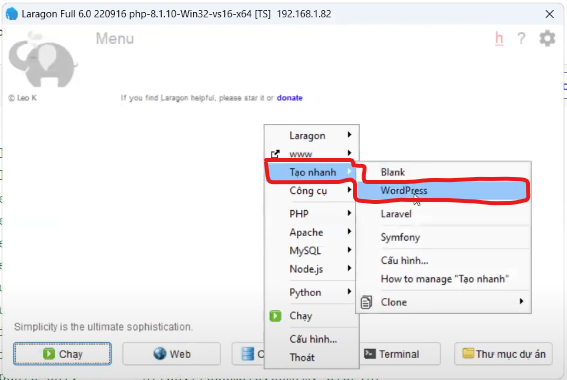 Laragon Full 6.0 220916 php-8.1.10-Win32-vs16-x64 [TS] 192.168.1.82
Menu
h ?
© Leo K
If you find Laragon helpful, please star it or donate
Laragon
www
Tạo nhanh
Công cụ
PHP
Apache
MySQL
Node.js
Python
Chạy
Cấu hình...
Thoát
Blank
WordPress
Laravel
Symfony
Cấu hình...
How to manage "Tạo nhanh"
Clone
Simplicity is the ultimate sophistication.
Chạy
Web
Terminal
Thư mục dự án